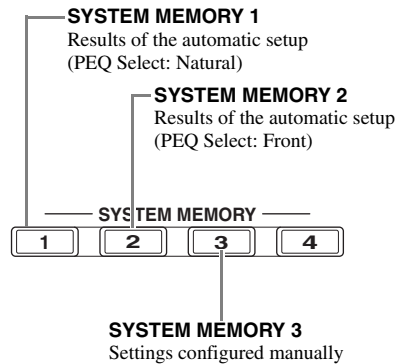 SYSTEM MEMORY 1
Results of the automatic setup
(PEQ Select: Natural)
SYSTEM MEMORY 2
Results of the automatic setup
(PEQ Select: Front)
SYSTEM MEMORY
1 2 3 4
SYSTEM MEMORY 3
Settings configured manually